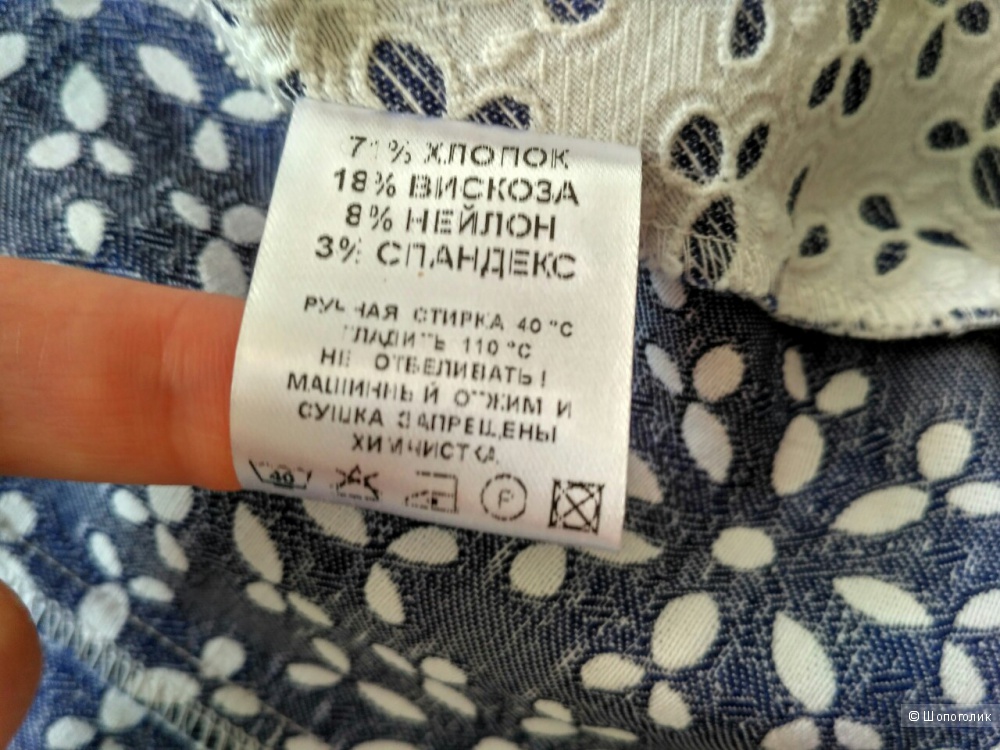 71% ХЛОПОК
18% ВИСКОЗА
8% НЕЙЛОН
3% СПАНДЕКС
РУЧНАЯ СТИРКА 40°С
ГЛАДИТЬ 110°С
НЕ ОТБЕЛИВАТЬ!
МАШИННЫЙ ОТЖИМ И
СУШКА ЗАПРЕЩЕНЫ
ХИМЧИСТКА
40
P
© Шопоголик